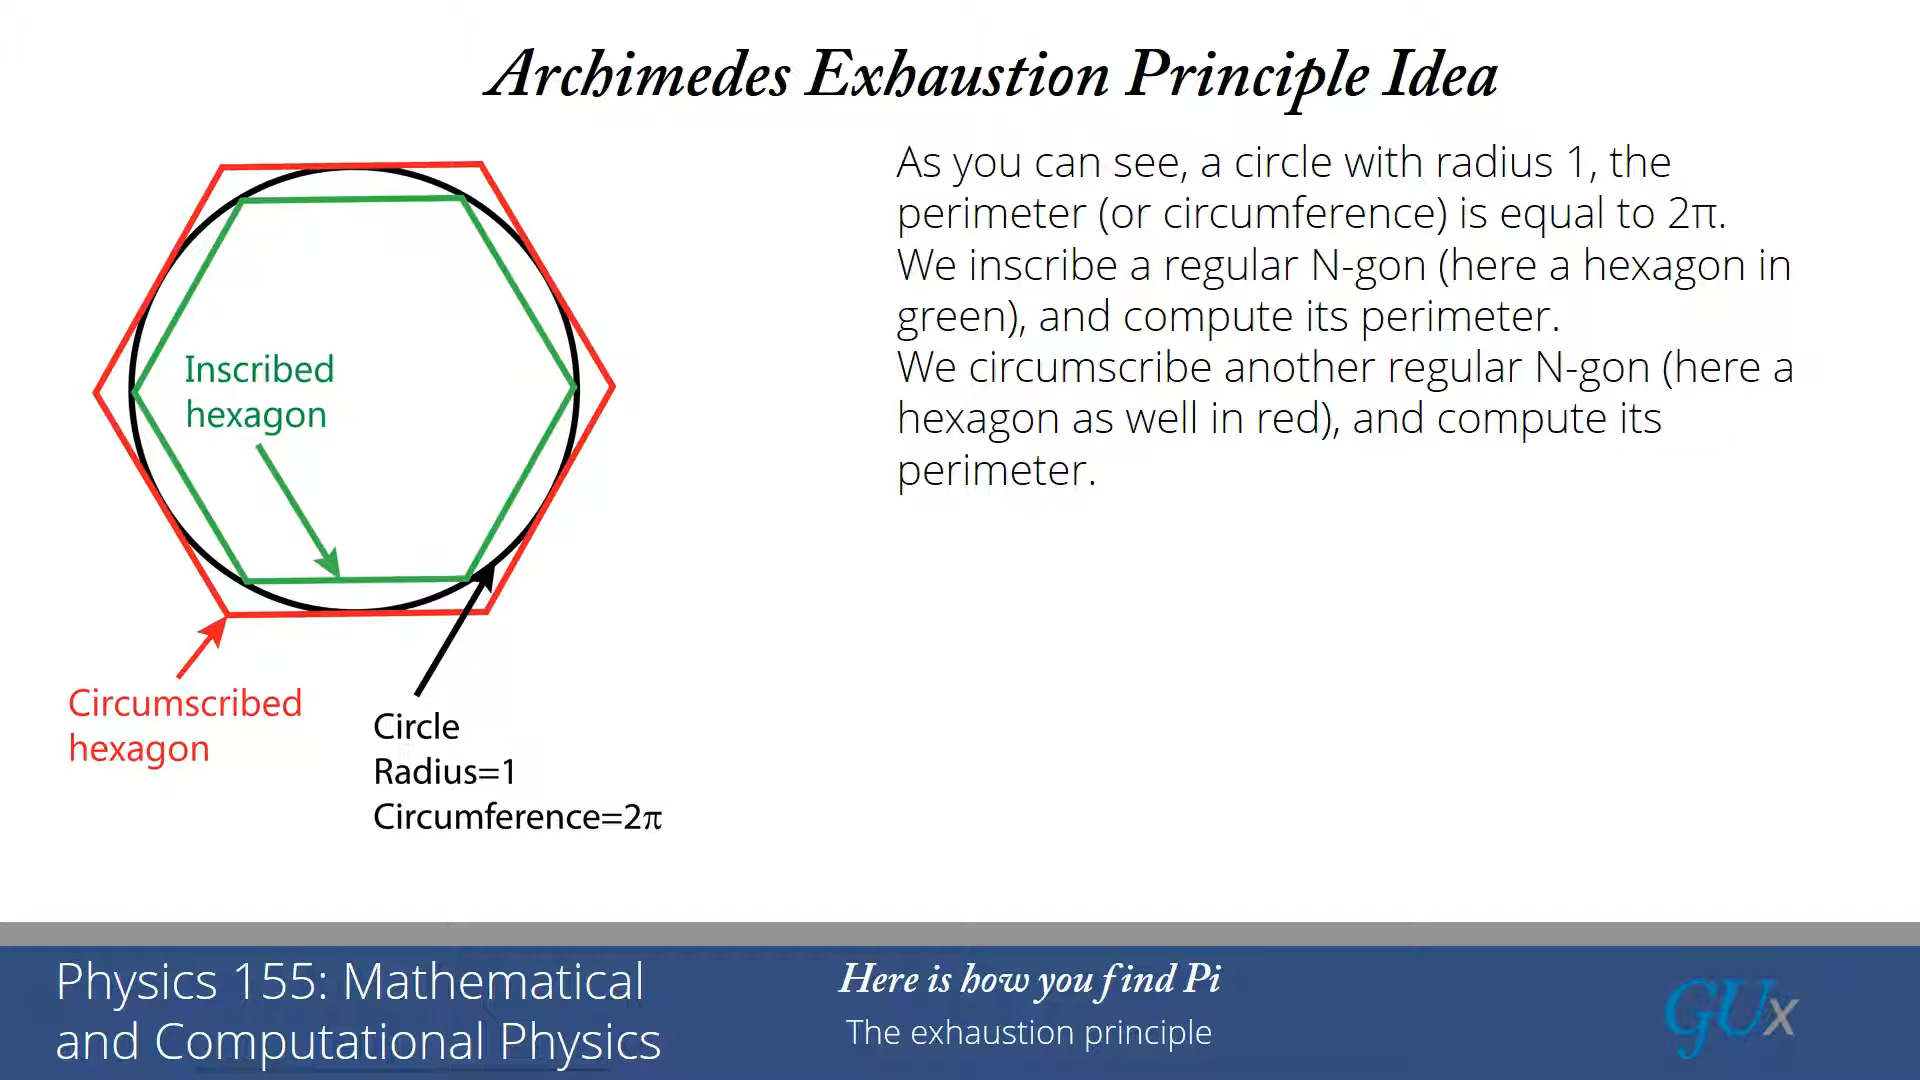 Archimedes Exhaustion Principle Idea
As you can see, a circle with radius 1, the
perimeter (or circumference) is equal to 2π.
We inscribe a regular N-gon (here a hexagon in
green), and compute its perimeter.
We circumscribe another regular N-gon (here a
hexagon as well in red), and compute its
perimeter.
Inscribed
hexagon
Circumscribed
hexagon
Circle
Radius=1
Circumference=2π
Physics 155: Mathematical
and Computational Physics
Here is how you find Pi
The exhaustion principle
GUx